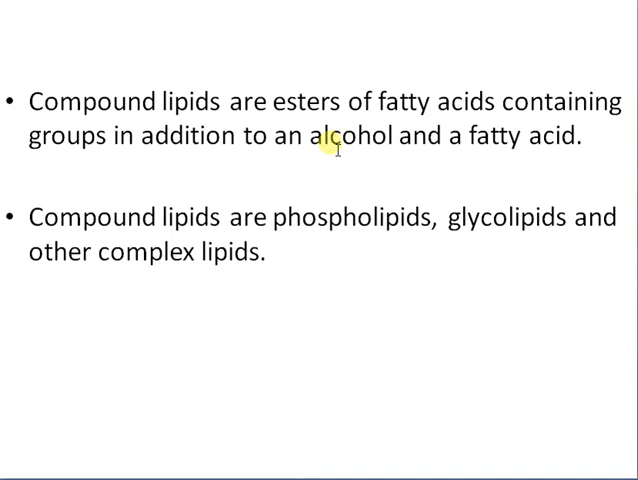 • Compound lipids are esters of fatty acids containing
groups in addition to an alcohol and a fatty acid.
• Compound lipids are phospholipids, glycolipids and
other complex lipids.